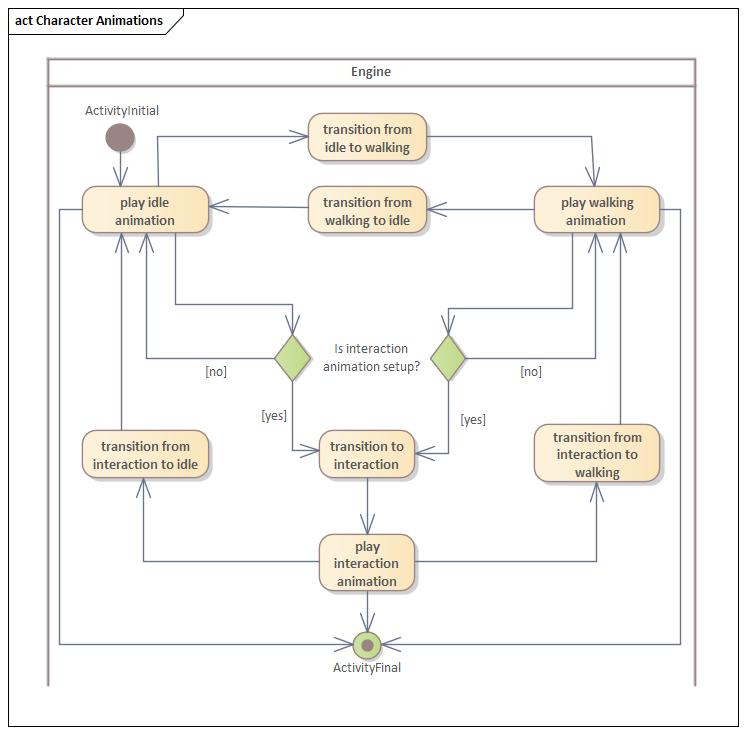 act Character Animations
Engine
ActivityInitial
transition from
idle to walking
play idle
animation
transition from
walking to idle
play walking
animation
Is interaction
animation setup?
[no]
[no]
[yes]
[yes]
transition from
interaction to idle
transition to
interaction
transition from
interaction to
walking
play
interaction
animation
ActivityFinal